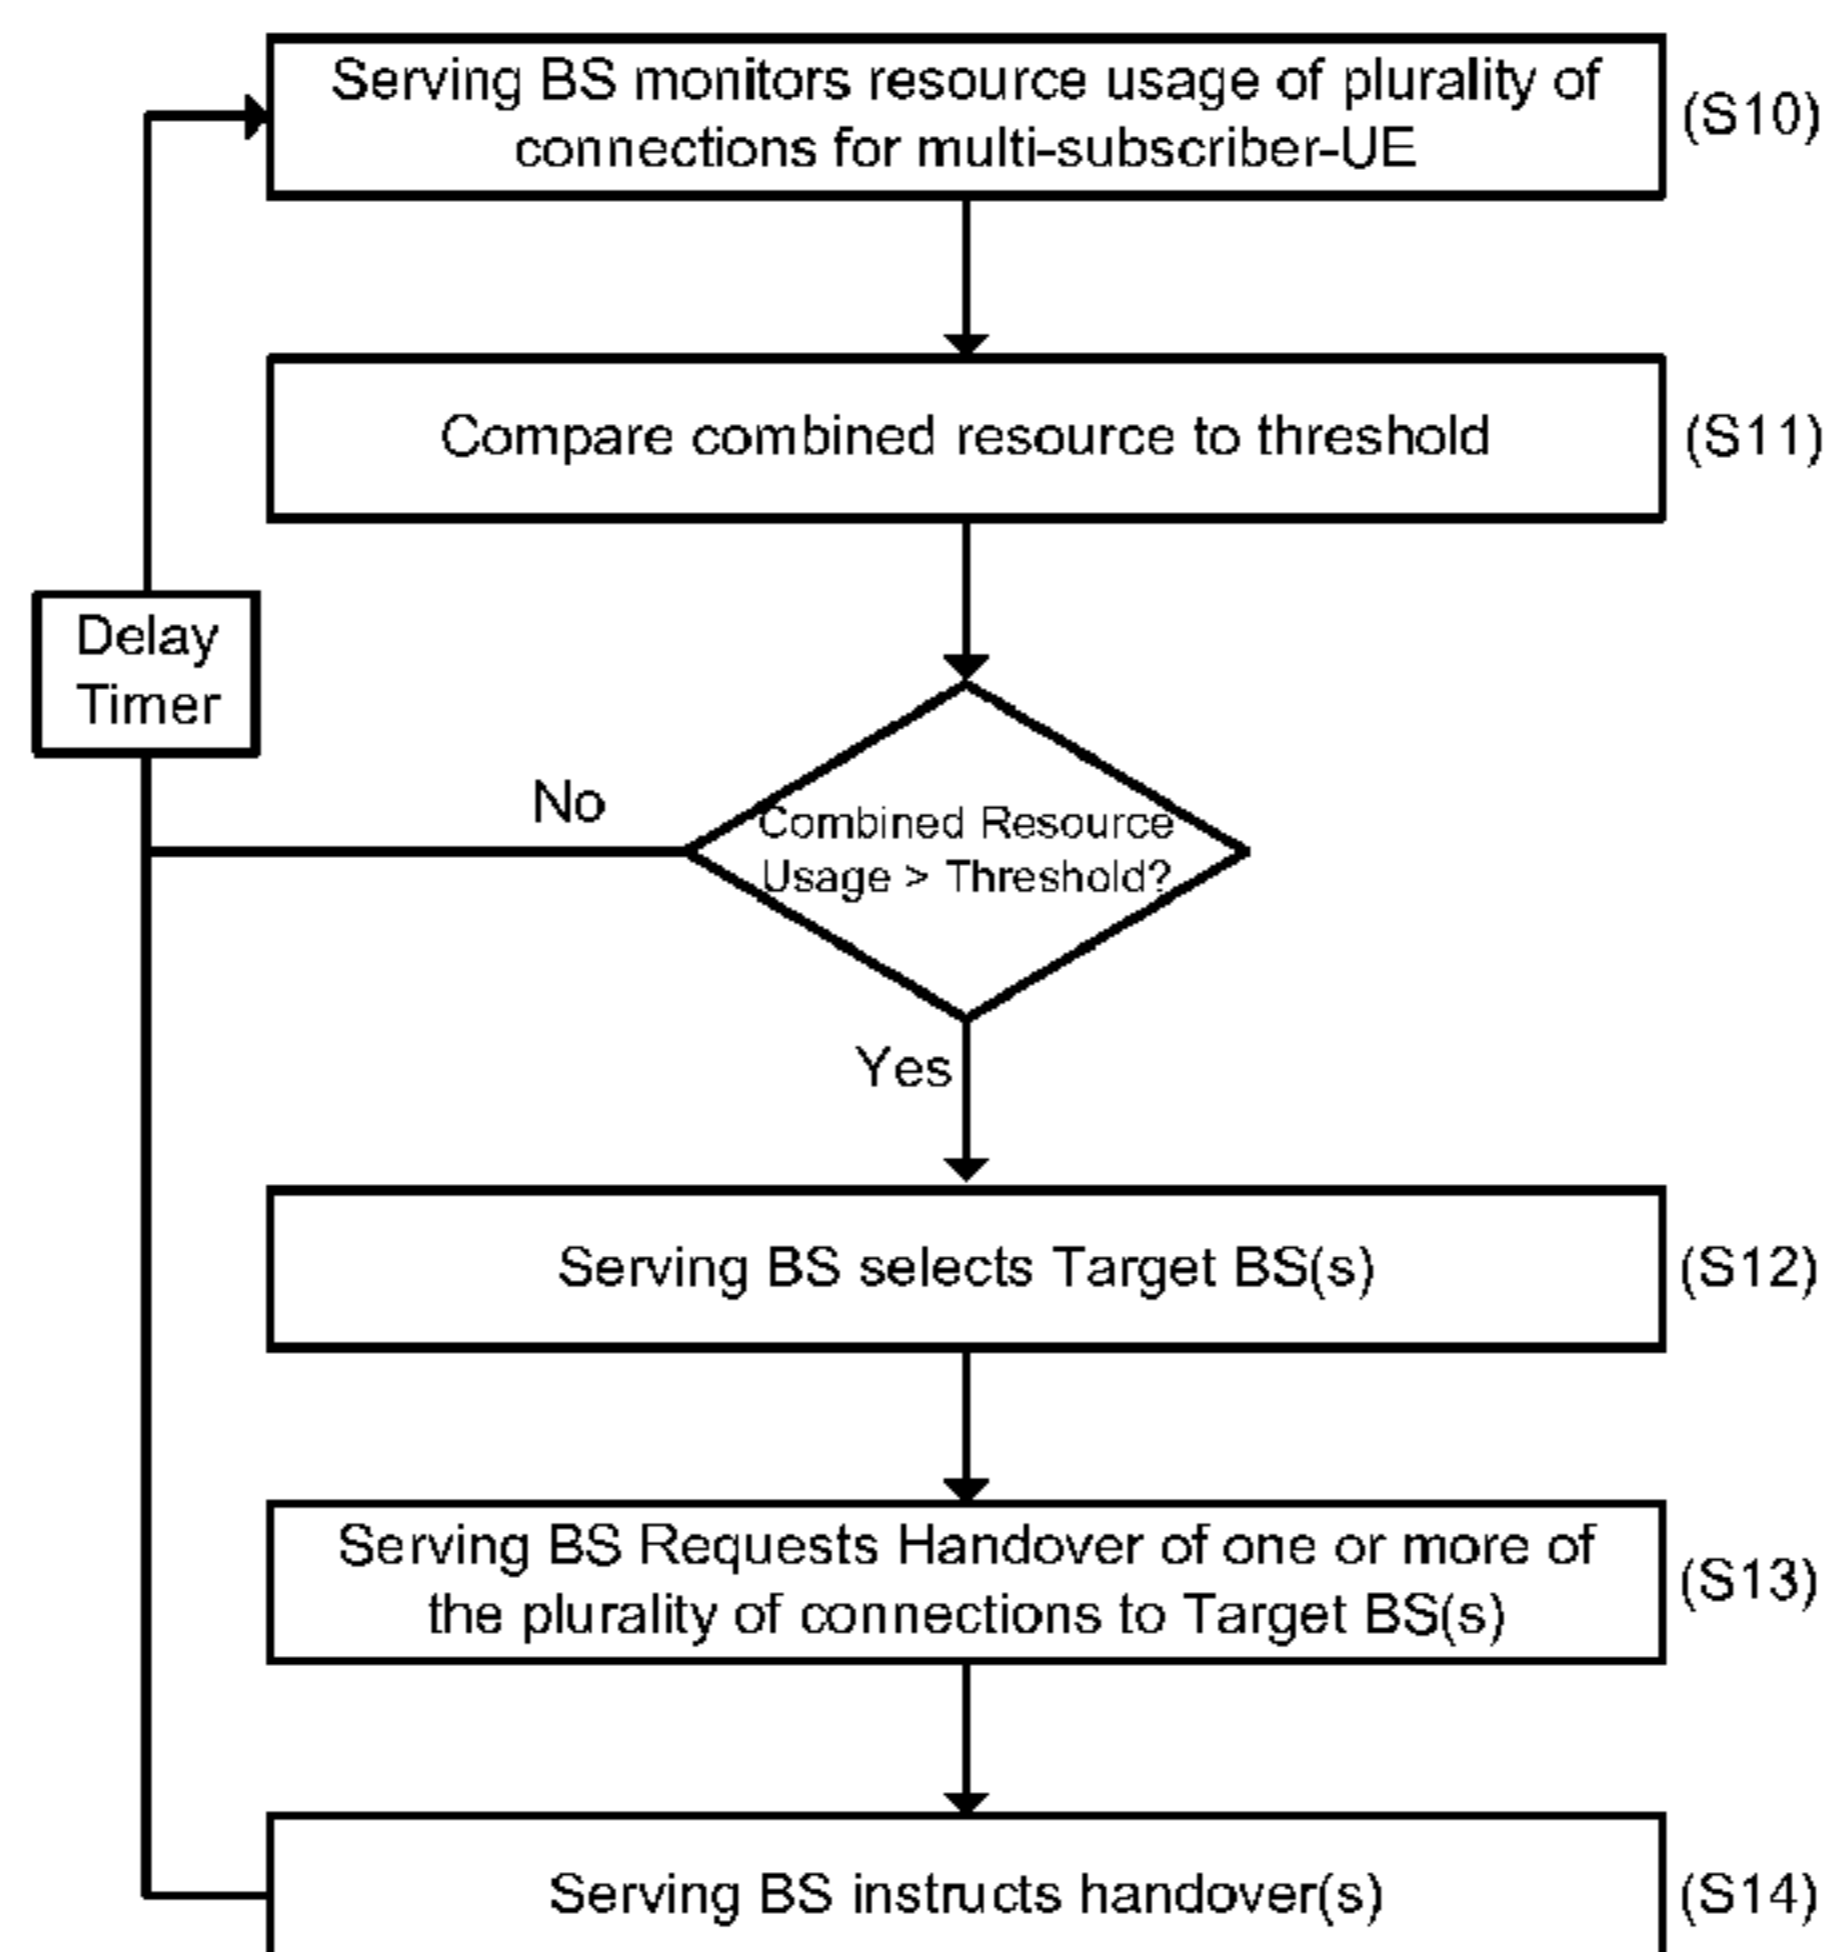 Serving BS monitors resource usage of plurality of
connections for multi-subscriber-UE
(S10)
Compare combined resource to threshold
(S11)
Delay
Timer
No
Combined Resource
Usage > Threshold?
Yes
Serving BS selects Target BS(s)
(S12)
Serving BS Requests Handover of one or more of
the plurality of connections to Target BS(s)
(S13)
Serving BS instructs handover(s)
(S14)